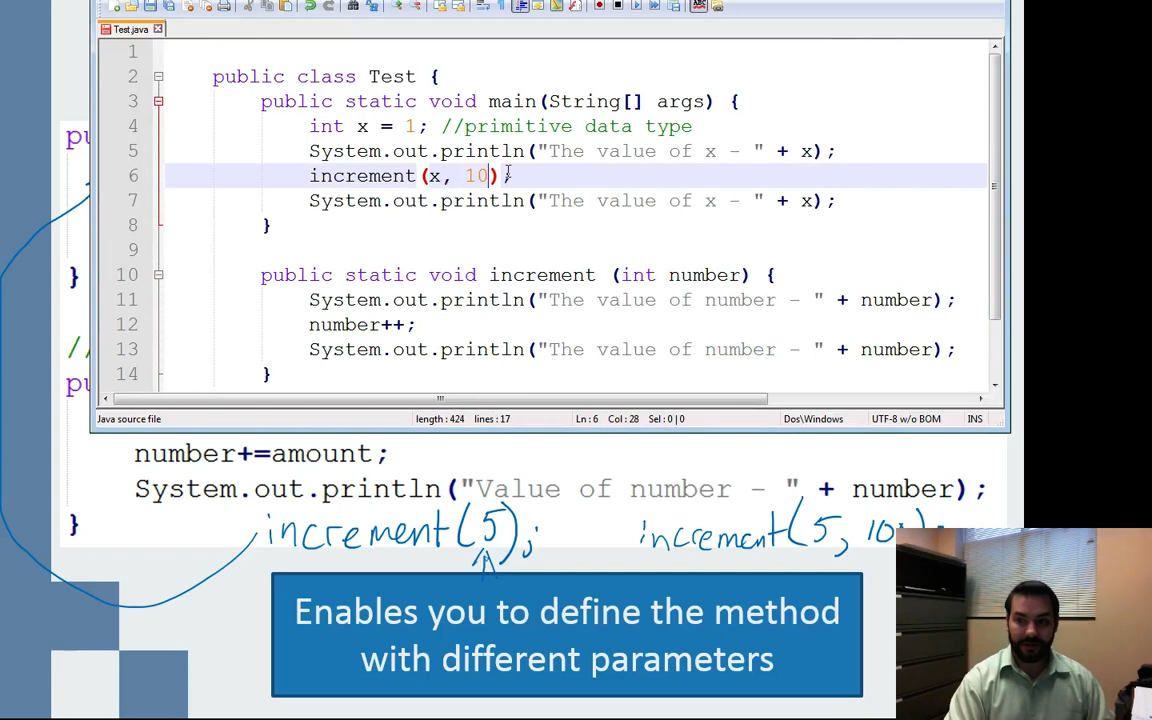 Test.java
1
2 public class Test {
3 public static void main(String[] args) {
4 int x = 1; //primitive data type
5 System.out.println("The value of x - " + x);
6 increment(x, 10);
7 System.out.println("The value of x - " + x);
8 }
9
10 public static void increment (int number) {
11 System.out.println("The value of number - " + number);
12 number++;
13 System.out.println("The value of number - " + number);
14 }
Java source file length : 424 lines : 17 Ln : 6 Col : 28 Sel : 0 | 0 Dos\Windows UTF-8 w/o BOM INS
pu
}
//
pu
number+=amount;
System.out.println("Value of number - " + number);
}
increment(5); increment(5, 10
Enables you to define the method
with different parameters